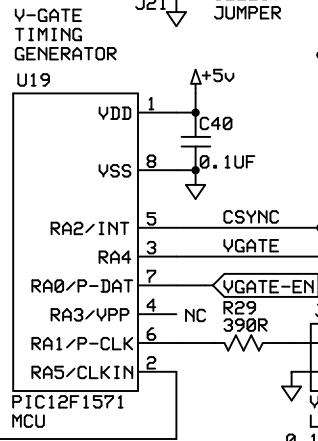 J21
JUMPER
V-GATE
TIMING
GENERATOR
U19
+5v
VDD 1
C40
0.1UF
VSS 8
RA2/INT 5 CSYNC
RA4 3 VGATE
RA0/P-DAT 7 VGATE-EN
RA3/VPP 4 NC
R29
390R
RA1/P-CLK 6
RA5/CLKIN 2
PIC12F1571
MCU